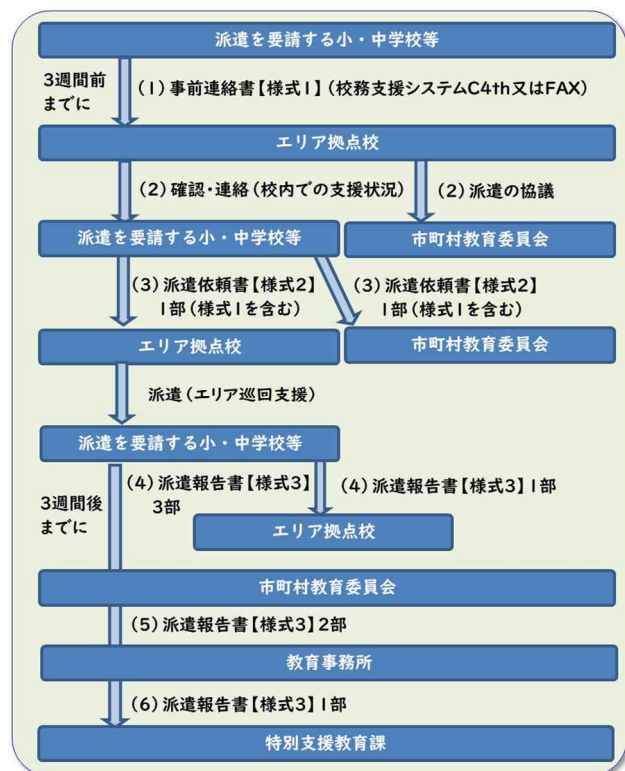 派遣を要請する小・中学校等
3週間前
までに
(1) 事前連絡書【様式1】(校務支援システムC4th又はFAX)
エリア拠点校
(2) 確認・連絡(校内での支援状況)
(2) 派遣の協議
派遣を要請する小・中学校等
市町村教育委員会
(3) 派遣依頼書【様式2】
1部(様式1を含む)
(3) 派遣依頼書【様式2】
1部(様式1を含む)
エリア拠点校
市町村教育委員会
派遣(エリア巡回支援)
派遣を要請する小・中学校等
3週間後
までに
(4) 派遣報告書【様式3】
3部
(4) 派遣報告書【様式3】1部
エリア拠点校
市町村教育委員会
(5) 派遣報告書【様式3】2部
教育事務所
(6) 派遣報告書【様式3】1部
特別支援教育課